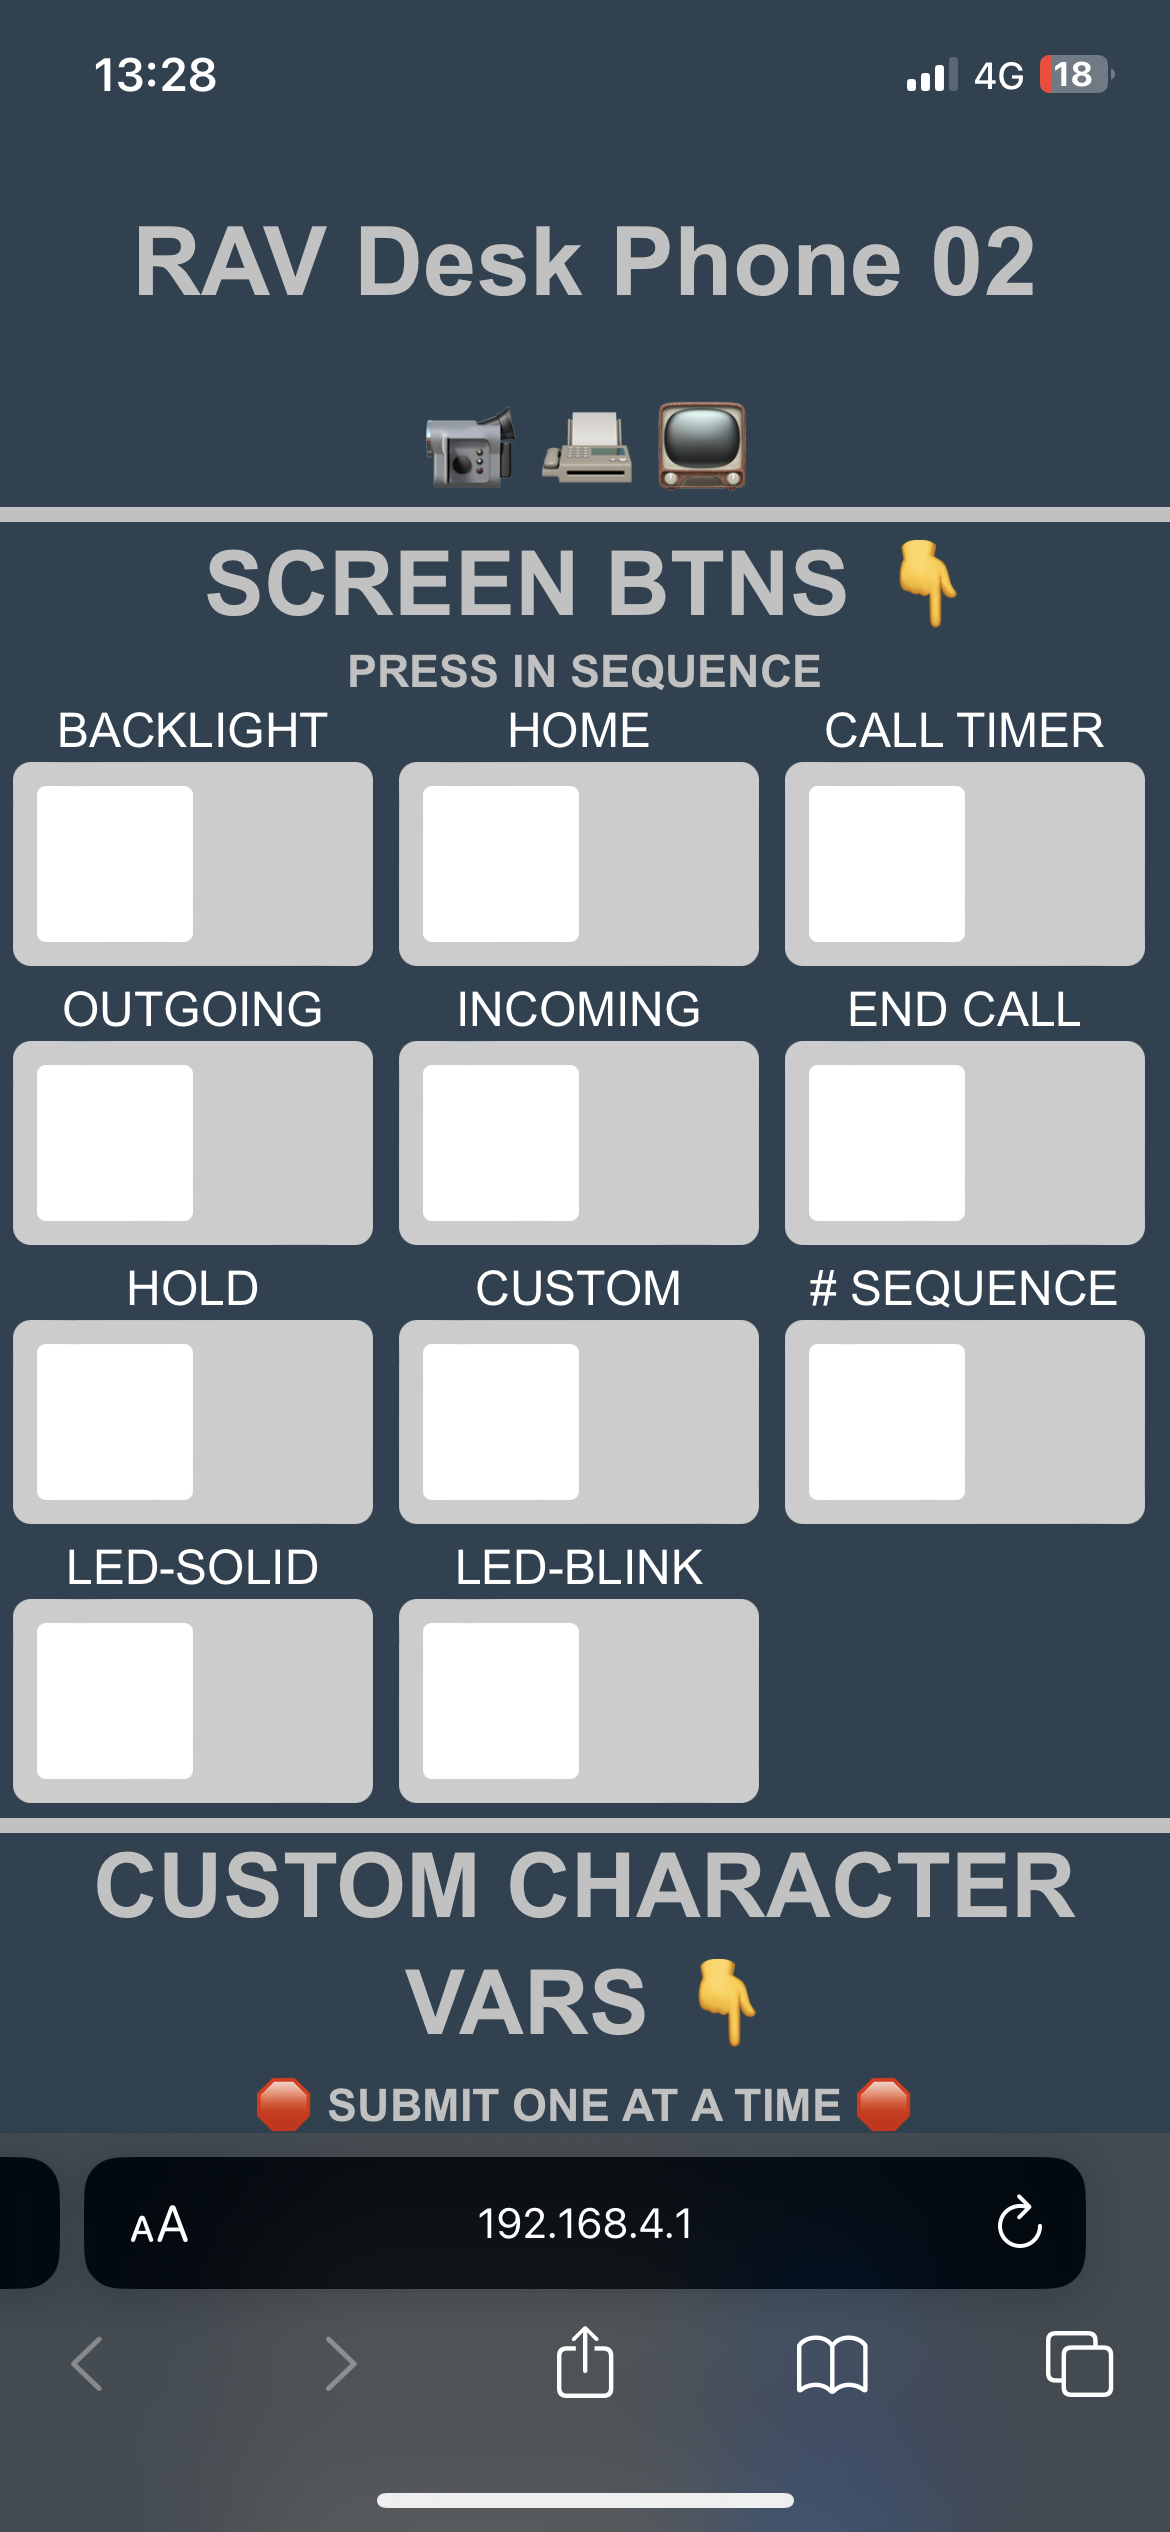 13:28 4G 18
RAV Desk Phone 02
SCREEN BTNS
PRESS IN SEQUENCE
BACKLIGHT HOME CALL TIMER
OUTGOING INCOMING END CALL
HOLD CUSTOM # SEQUENCE
LED-SOLID LED-BLINK
CUSTOM CHARACTER
VARS
SUBMIT ONE AT A TIME
AA 192.168.4.1